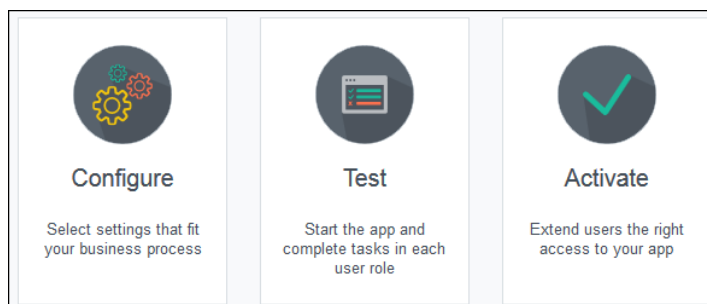 Configure
Select settings that fit
your business process
Test
Start the app and
complete tasks in each
user role
Activate
Extend users the right
access to your app